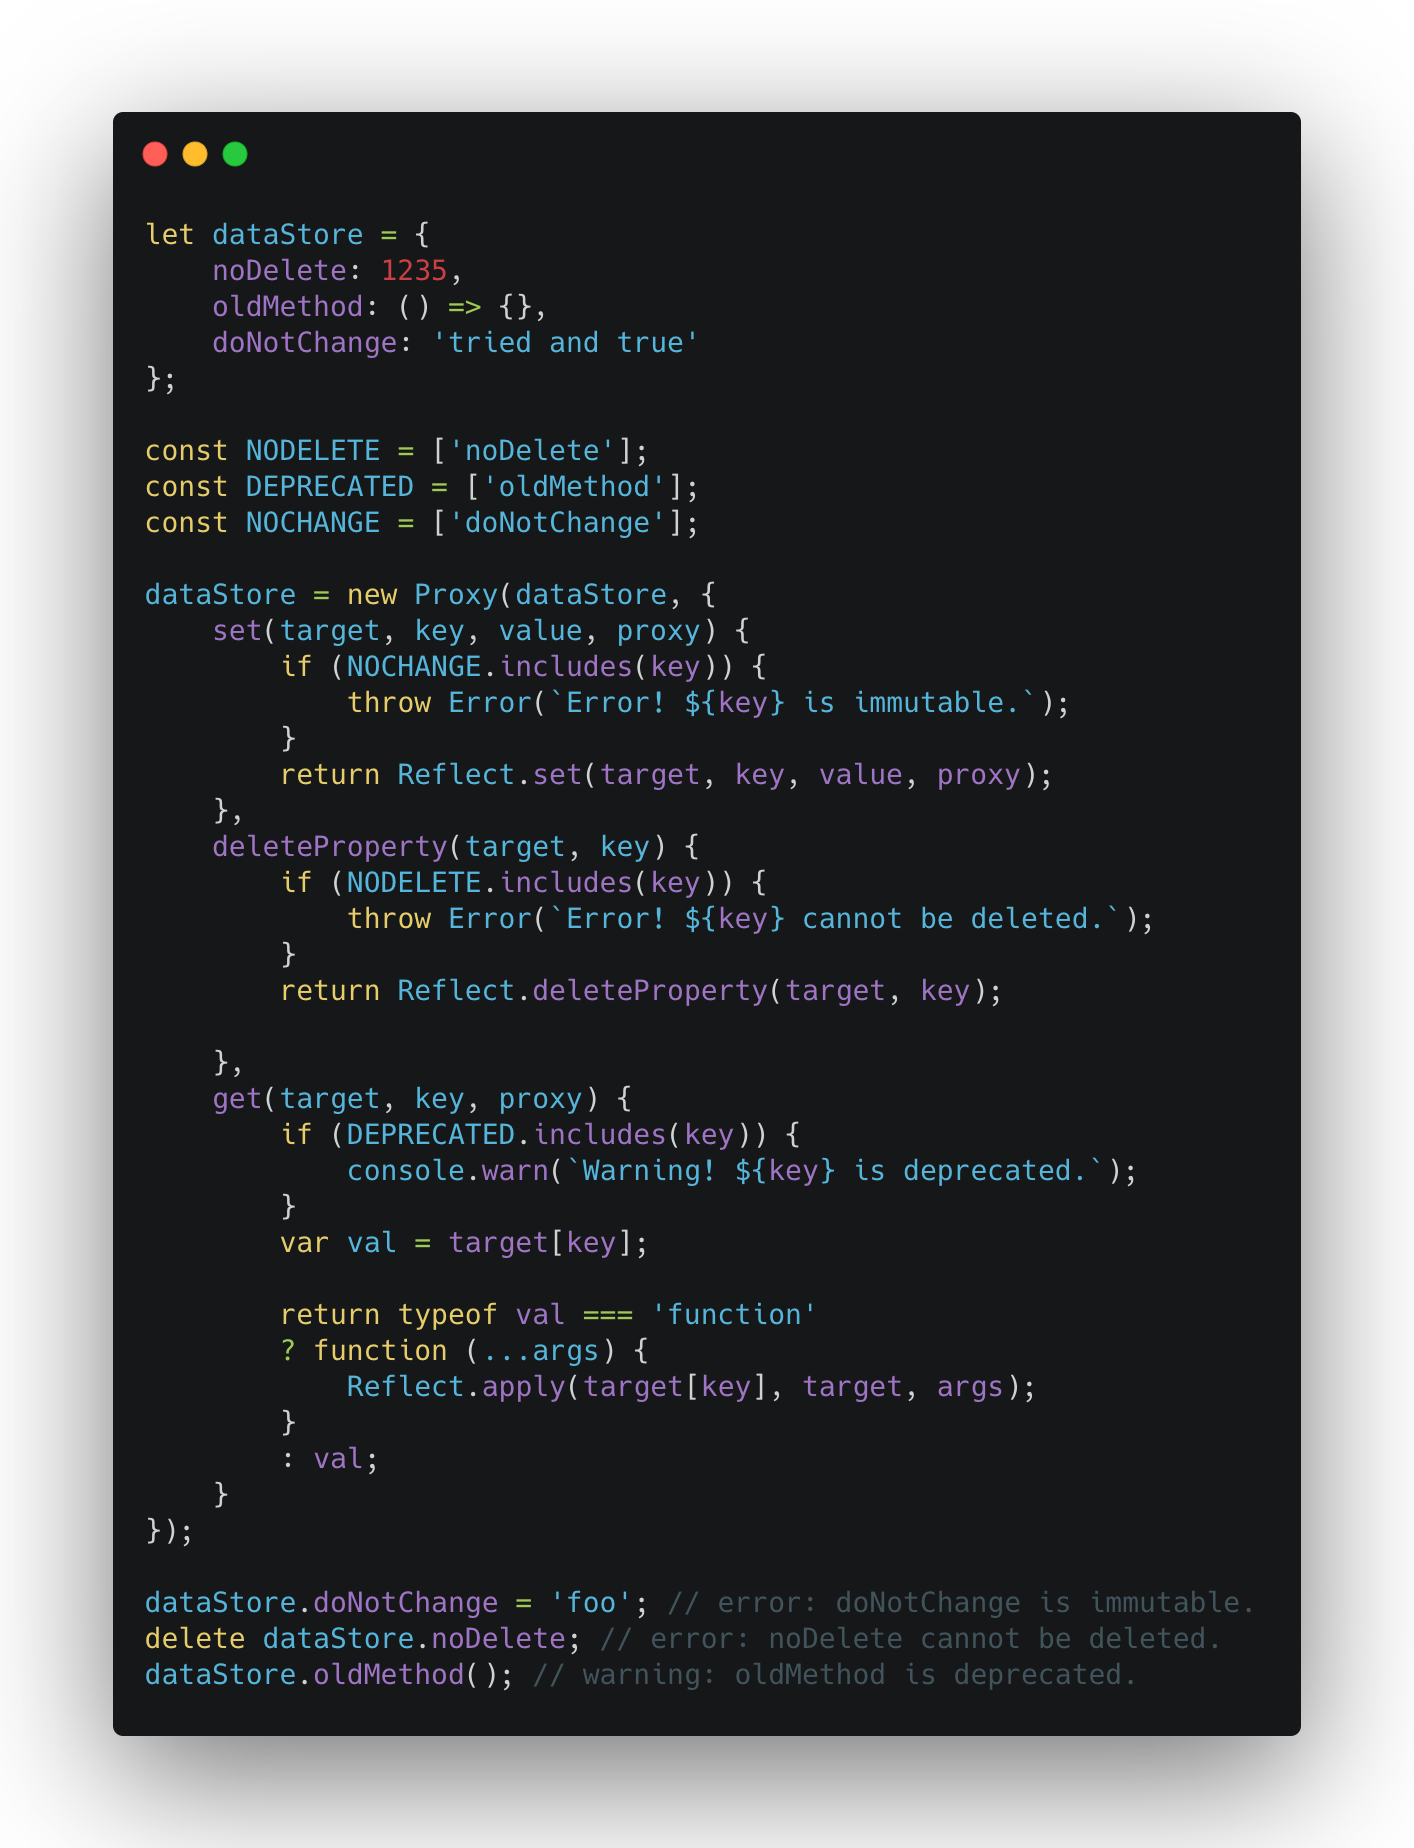 let dataStore = {
    noDelete: 1235,
    oldMethod: () => {},
    doNotChange: 'tried and true'
};

const NODELETE = ['noDelete'];
const DEPRECATED = ['oldMethod'];
const NOCHANGE = ['doNotChange'];

dataStore = new Proxy(dataStore, {
    set(target, key, value, proxy) {
        if (NOCHANGE.includes(key)) {
            throw Error(`Error! ${key} is immutable.`);
        }
        return Reflect.set(target, key, value, proxy);
    },
    deleteProperty(target, key) {
        if (NODELETE.includes(key)) {
            throw Error(`Error! ${key} cannot be deleted.`);
        }
        return Reflect.deleteProperty(target, key);

    },
    get(target, key, proxy) {
        if (DEPRECATED.includes(key)) {
            console.warn(`Warning! ${key} is deprecated.`);
        }
        var val = target[key];

        return typeof val === 'function'
        ? function (...args) {
            Reflect.apply(target[key], target, args);
        }
        : val;
    }
});

dataStore.doNotChange = 'foo'; // error: doNotChange is immutable.
delete dataStore.noDelete; // error: noDelete cannot be deleted.
dataStore.oldMethod(); // warning: oldMethod is deprecated.